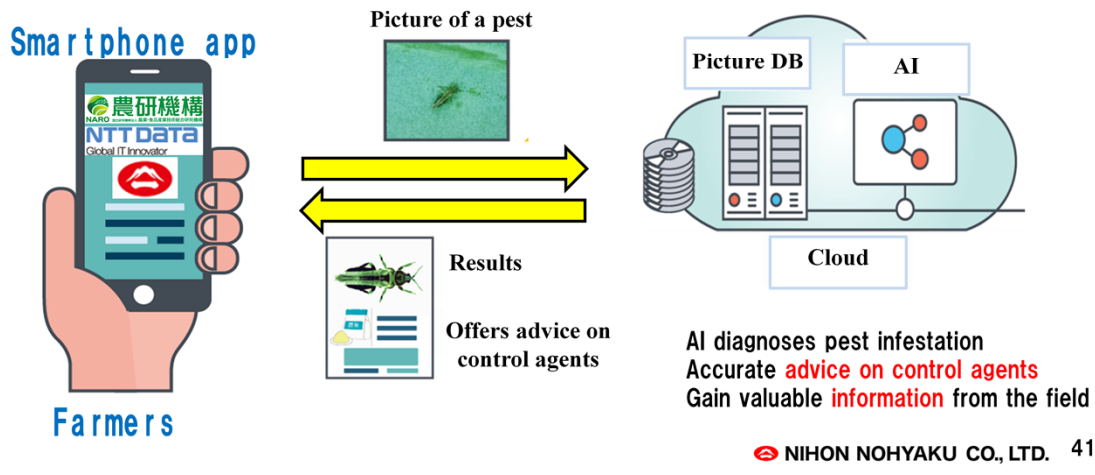 Smartphone app
農研機構
NARO
NTT DATA
Global IT Innovator
Farmers
Picture of a pest
Results
Offers advice on
control agents
Picture DB
AI
Cloud
AI diagnoses pest infestation
Accurate advice on control agents
Gain valuable information from the field
NIHON NOHYAKU CO., LTD.
41